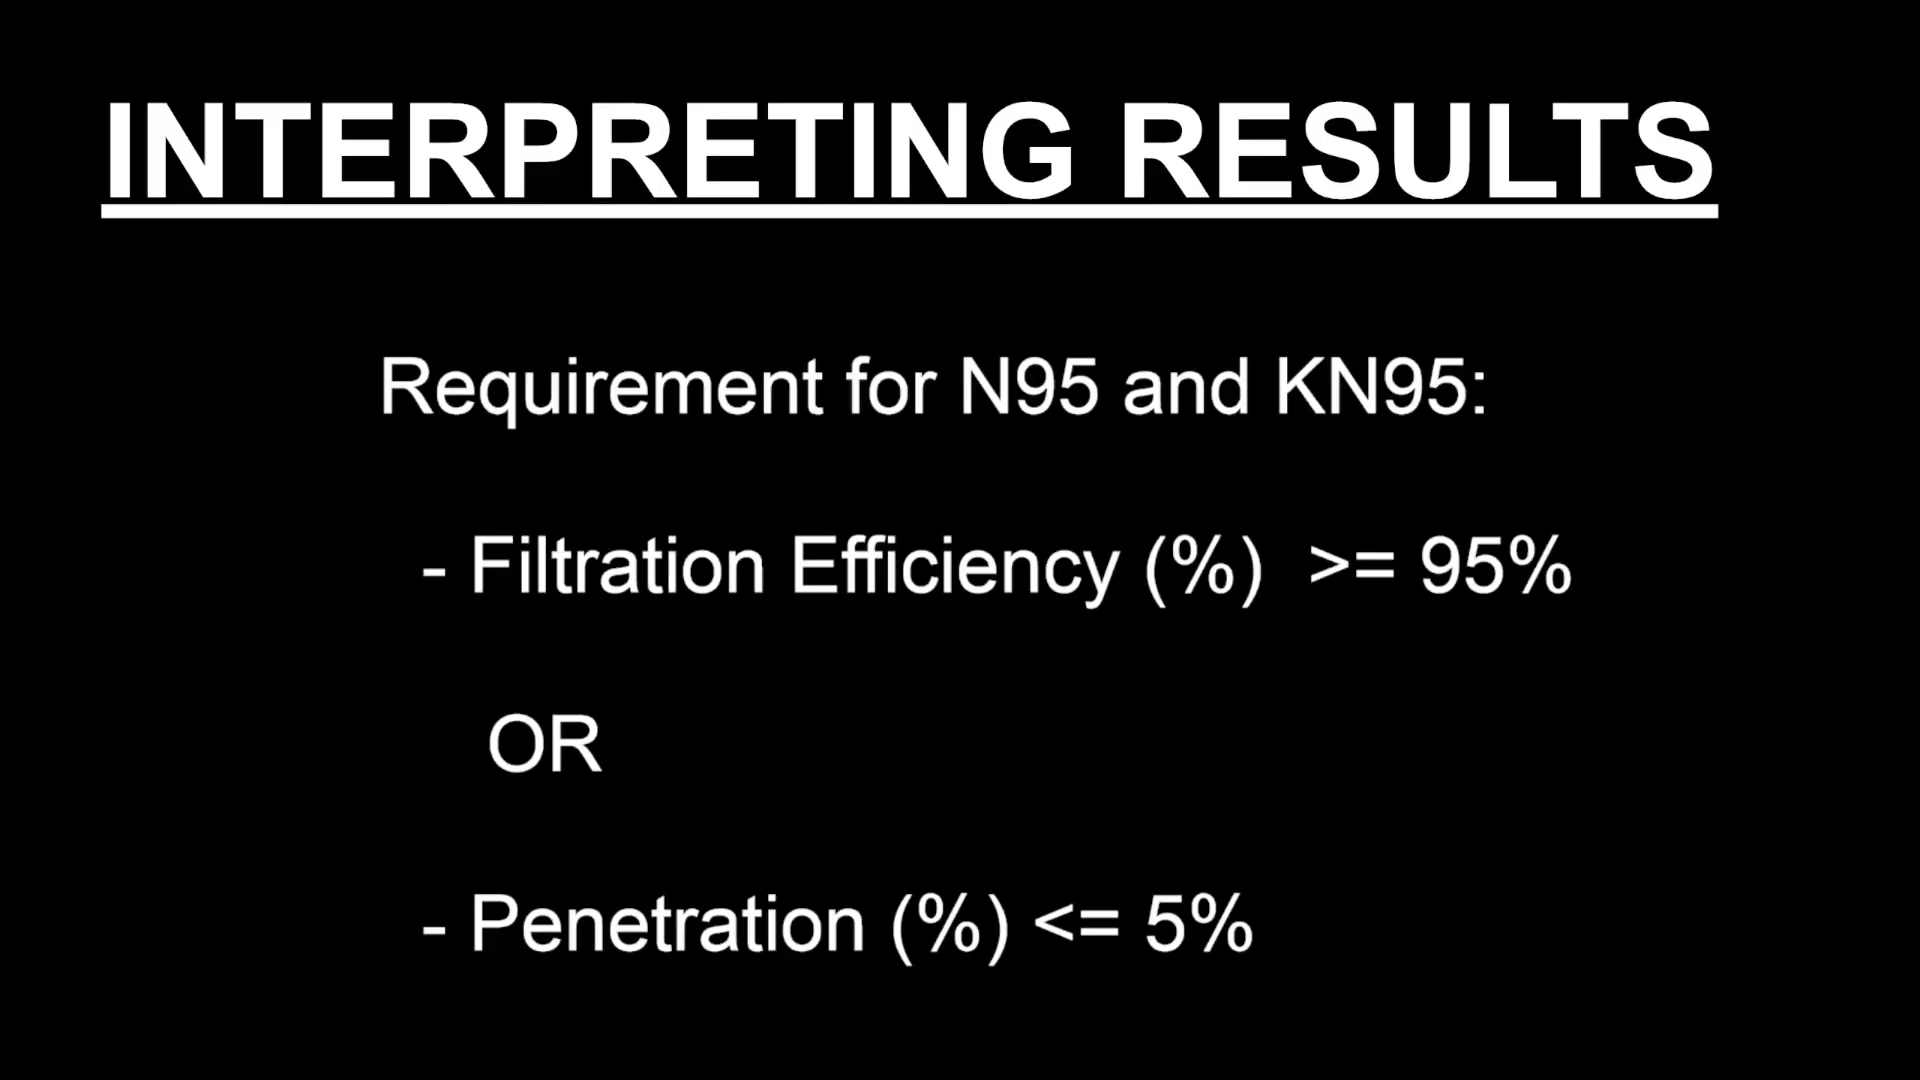 INTERPRETING RESULTS
Requirement for N95 and KN95:
- Filtration Efficiency (%)  >= 95%
OR
- Penetration (%) <= 5%